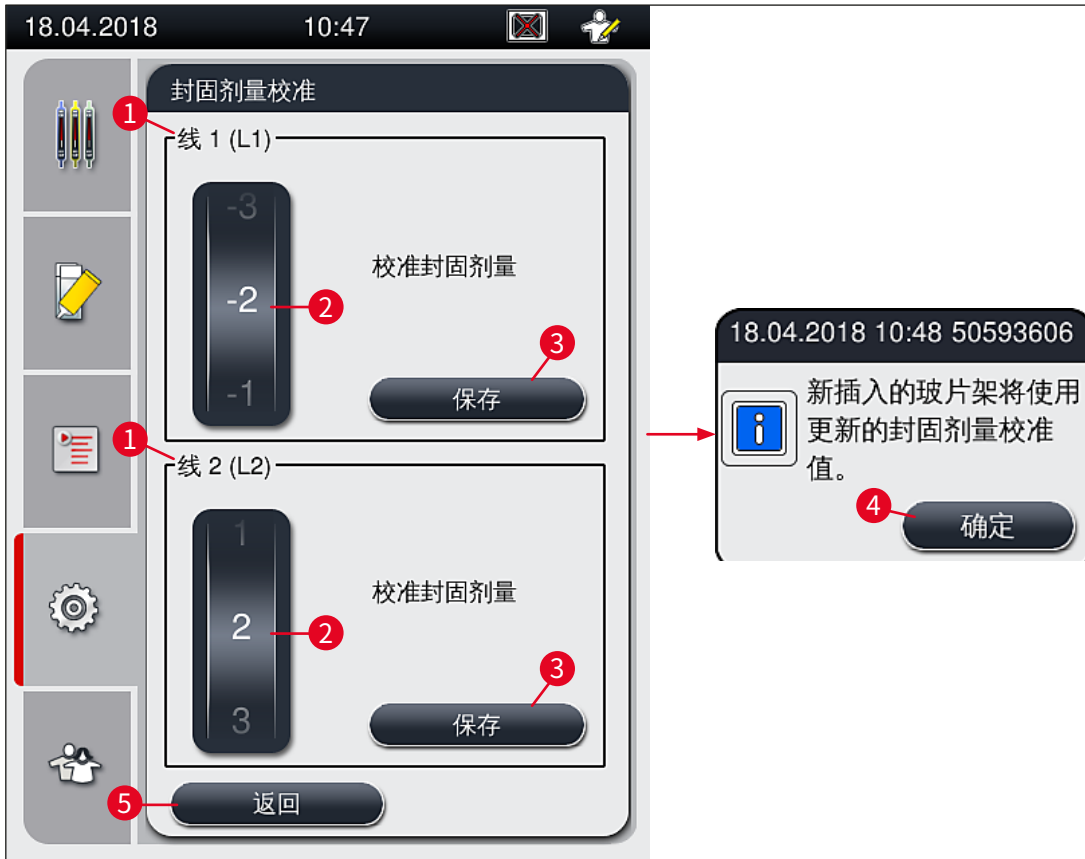 18.04.2018 10:47
封固剂量校准
1
线 1 (L1)
-3
-2
2
-1
校准封固剂量
3
保存
1
线 2 (L2)
1
2
2
3
校准封固剂量
3
保存
5
返回
18.04.2018 10:48 50593606
新插入的玻片架将使用
更新的封固剂量校准
值。
4
确定